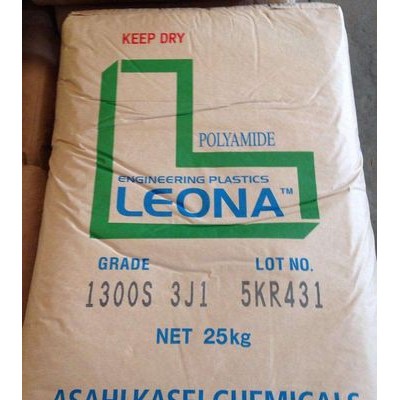 KEEP DRY
POLYAMIDE
ENGINEERING PLASTICS
LEONA™
GRADE LOT NO.
1300S 3J1 5KR431
NET 25kg
ASAHI KASEI CHEMICALS